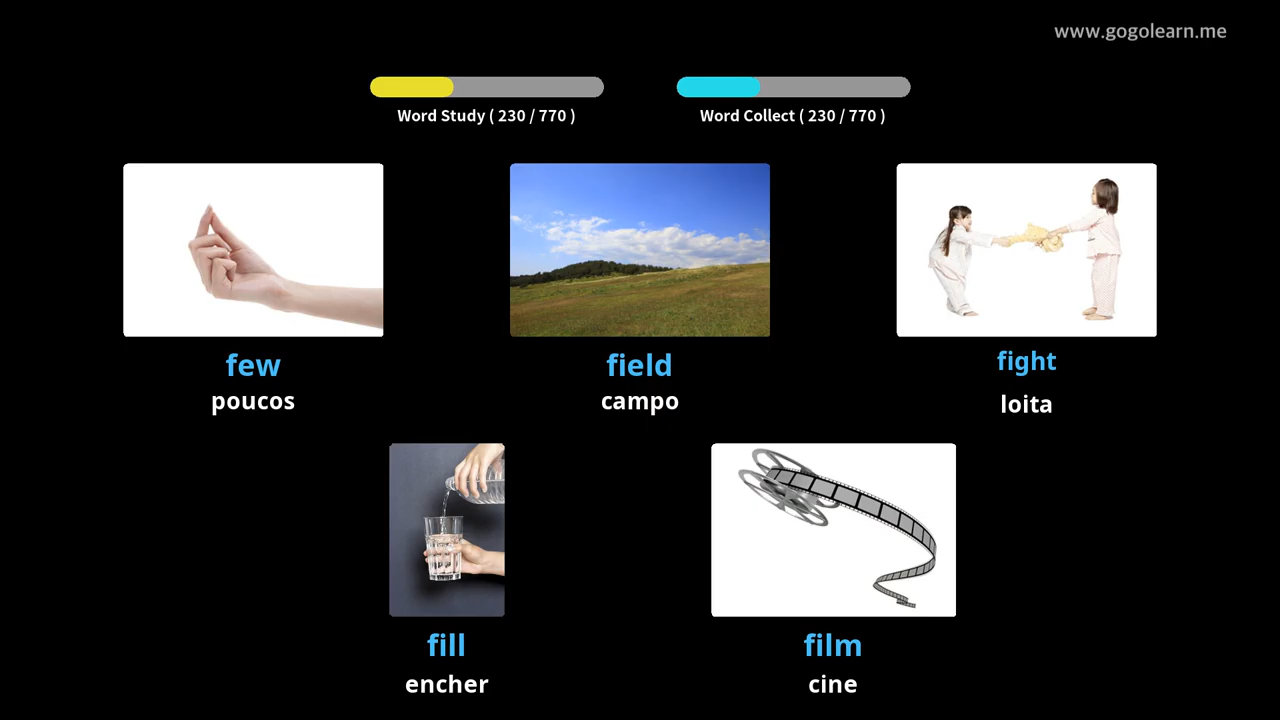 www.gogolearn.me
Word Study ( 230 / 770 )
Word Collect ( 230 / 770 )
few
poucos
field
campo
fight
loita
fill
encher
film
cine